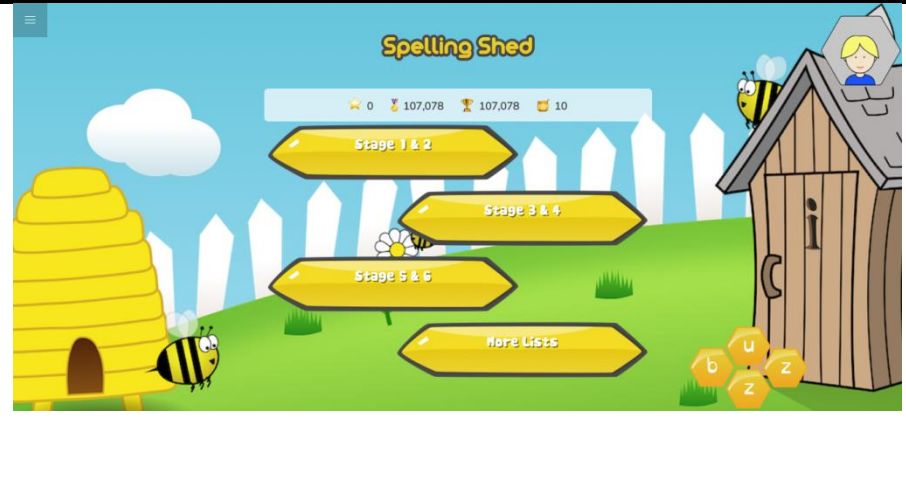 Spelling Shed
0 107,078 107,078 10
Stage 1 & 2
Stage 3 & 4
Stage 5 & 6
More Lists
i
b u z z